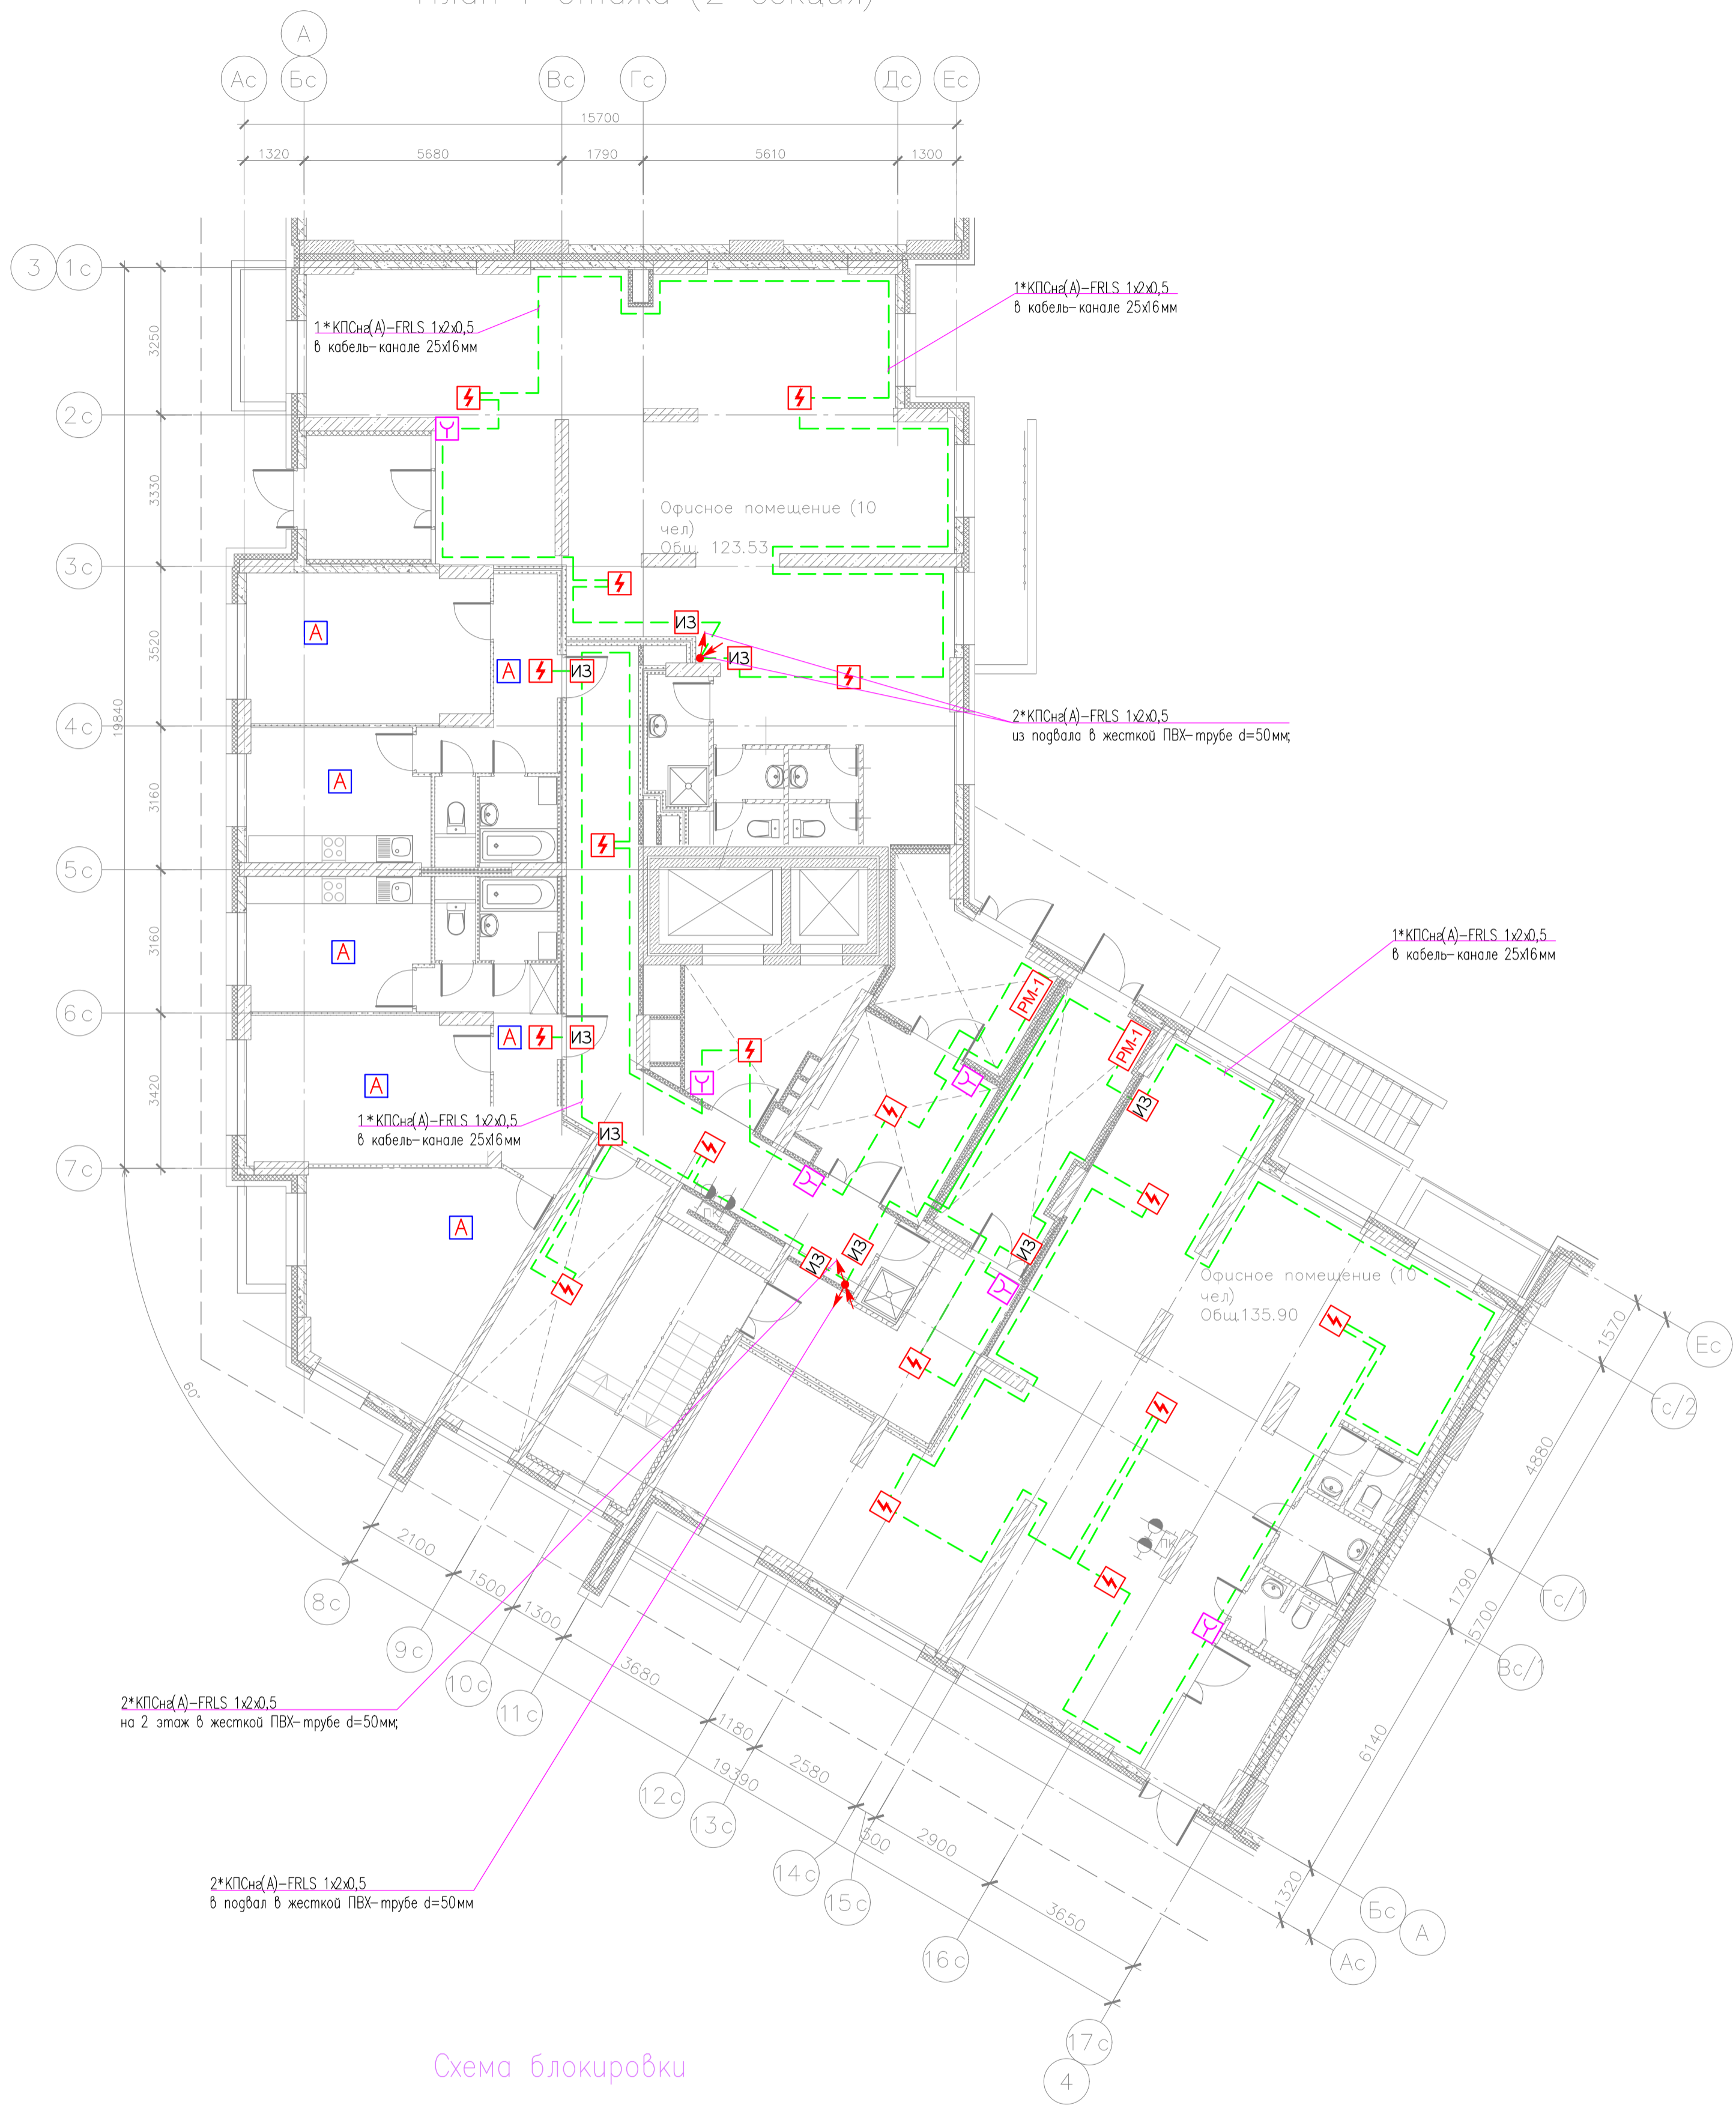 План 1 этажа (2 секция)
А
Ас
Бс
Вс
Гс
Дс
Ес
15700
1320
5680
1790
5610
1300
3
1с
2с
3с
4с
5с
6с
7с
3250
3330
3520
3160
3160
3420
19840
1*КПСнг(А)-FRLS 1х2х0,5
в кабель-канале 25х16мм
1*КПСнг(А)-FRLS 1х2х0,5
в кабель-канале 25х16мм
Офисное помещение (10
чел)
Общ. 123.53
А
А
ИЗ
ИЗ
ИЗ
2*КПСнг(А)-FRLS 1х2х0,5
из подвала в жесткой ПВХ-трубе d=50мм;
А
А
1*КПСнг(А)-FRLS 1х2х0,5
в кабель-канале 25х16мм
РМ-1
РМ-1
А
ИЗ
А
ИЗ
1*КПСнг(А)-FRLS 1х2х0,5
в кабель-канале 25х16мм
ИЗ
А
ПК
ИЗ
ИЗ
ИЗ
Офисное помещение (10
чел)
Общ.135.90
60°
ПК
2100
1500
1300
3680
1180
2580
500
2900
3650
19390
8с
9с
10с
11с
12с
13с
14с
15с
16с
17с
4
1570
4880
1790
15700
6140
1320
Ес
Гс/2
Гс/1
Вс/1
Бс
А
Ас
2*КПСнг(А)-FRLS 1х2х0,5
на 2 этаж в жесткой ПВХ-трубе d=50мм;
2*КПСнг(А)-FRLS 1х2х0,5
в подвал в жесткой ПВХ-трубе d=50мм
Схема блокировки